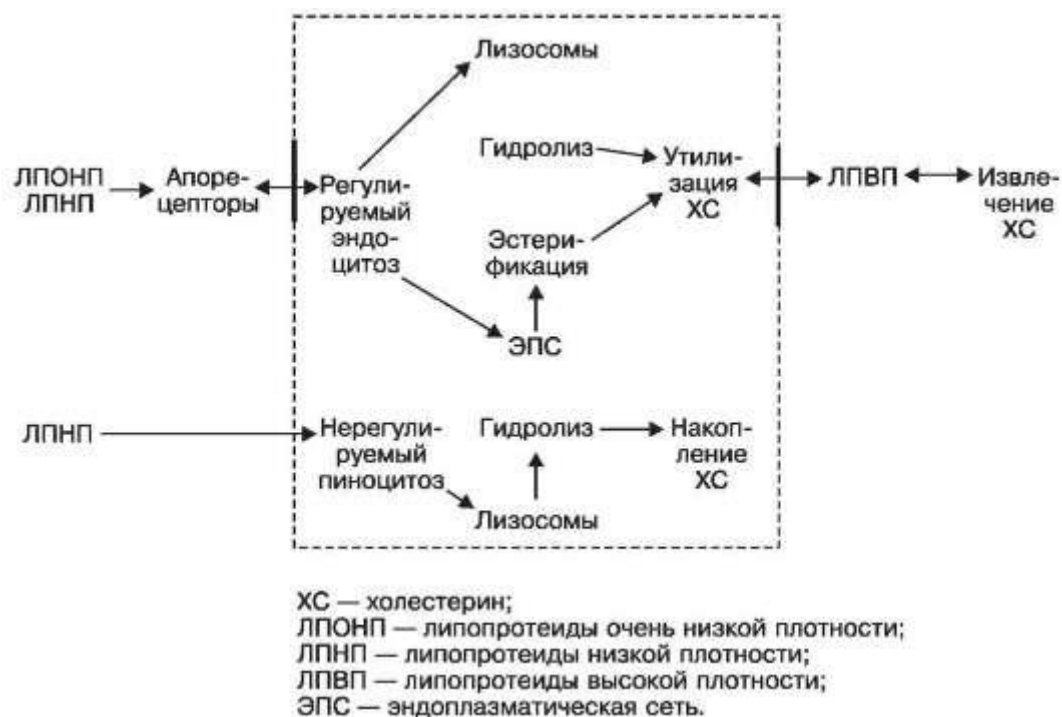 Лизосомы
ЛПОНП
ЛПНП
Апоре-
цепторы
Регули-
руемый
эндо-
цитоз
Гидролиз
Утили-
зация
ХС
ЛПВП
Извле-
чение
ХС
Эстери-
фикация
ЭПС
ЛПНП
Нерегули-
руемый
пиноцитоз
Гидролиз
Накоп-
ление
ХС
Лизосомы
ХС — холестерин;
ЛПОНП — липопротеиды очень низкой плотности;
ЛПНП — липопротеиды низкой плотности;
ЛПВП — липопротеиды высокой плотности;
ЭПС — эндоплазматическая сеть.